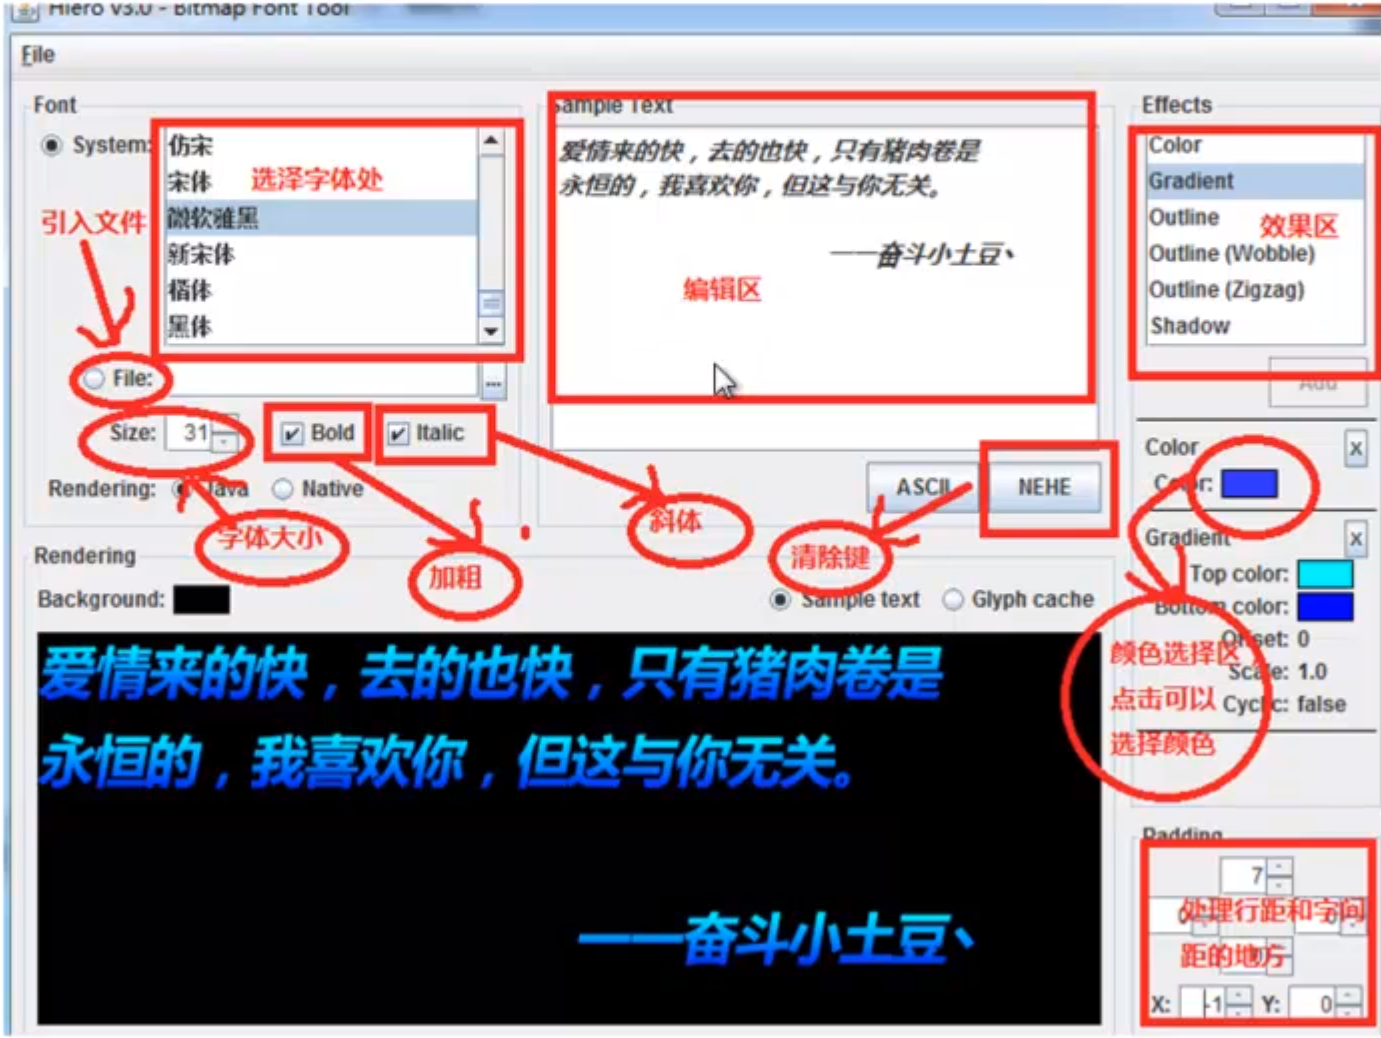 Hiero v3.0 - Bitmap Font Tool
File
Font
System:
仿宋
宋体
微软雅黑
新宋体
楷体
黑体
选泽字体处
引入文件
File:
...
Size: 31
Bold
Italic
Rendering: Java Native
字体大小
加粗
斜体
Sample Text
爱情来的快，去的也快，只有猪肉卷是
永恒的，我喜欢你，但这与你无关。
——奋斗小土豆丶
编辑区
ASCII
NEHE
清除键
Effects
Color
Gradient
Outline
Outline (Wobble)
Outline (Zigzag)
Shadow
效果区
Add
Color X
Color:
Gradient X
Top color:
Bottom color:
Offset: 0
Scale: 1.0
Cyclic: false
颜色选择区
点击可以
选择颜色
Rendering
Background:
Sample text Glyph cache
爱情来的快，去的也快，只有猪肉卷是
永恒的，我喜欢你，但这与你无关。
——奋斗小土豆丶
Padding
7
0 0
处理行距和字间
距的地方
X: -1 Y: 0